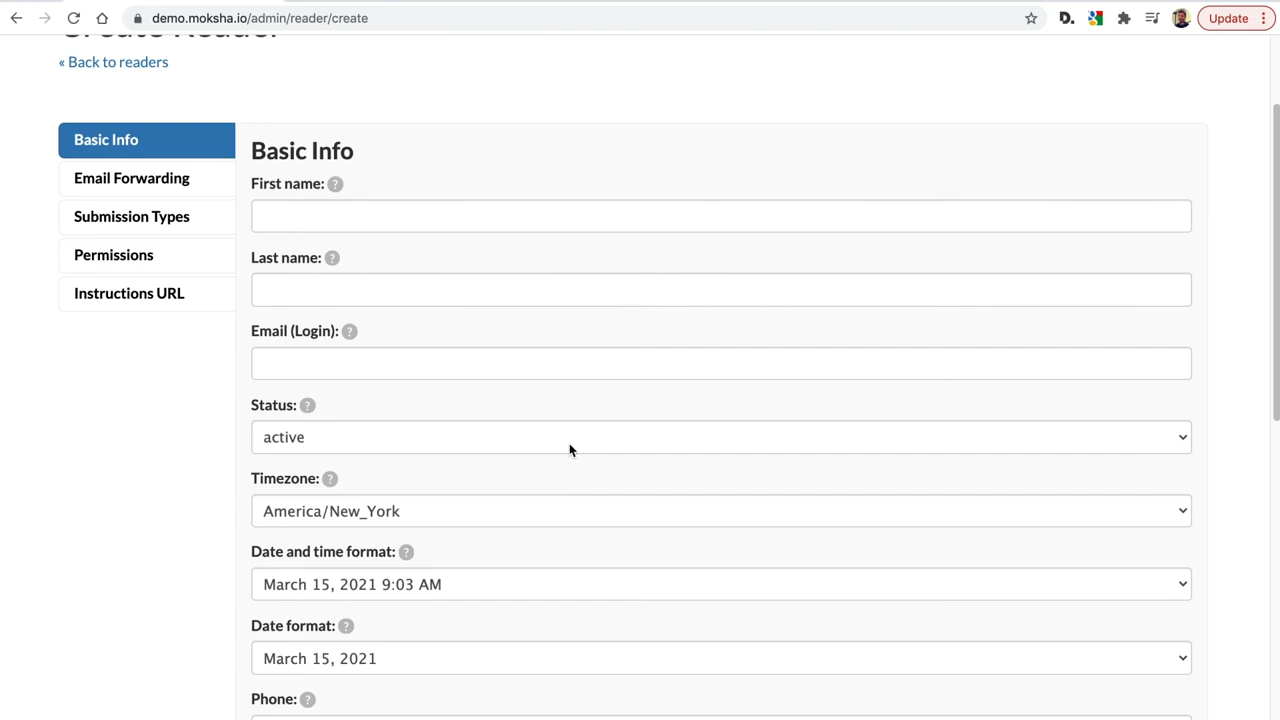 demo.moksha.io/admin/reader/create
D.
Update
Create Reader
« Back to readers
Basic Info
Email Forwarding
Submission Types
Permissions
Instructions URL
Basic Info
First name: ?
Last name: ?
Email (Login): ?
Status: ?
active
Timezone: ?
America/New_York
Date and time format: ?
March 15, 2021 9:03 AM
Date format: ?
March 15, 2021
Phone: ?